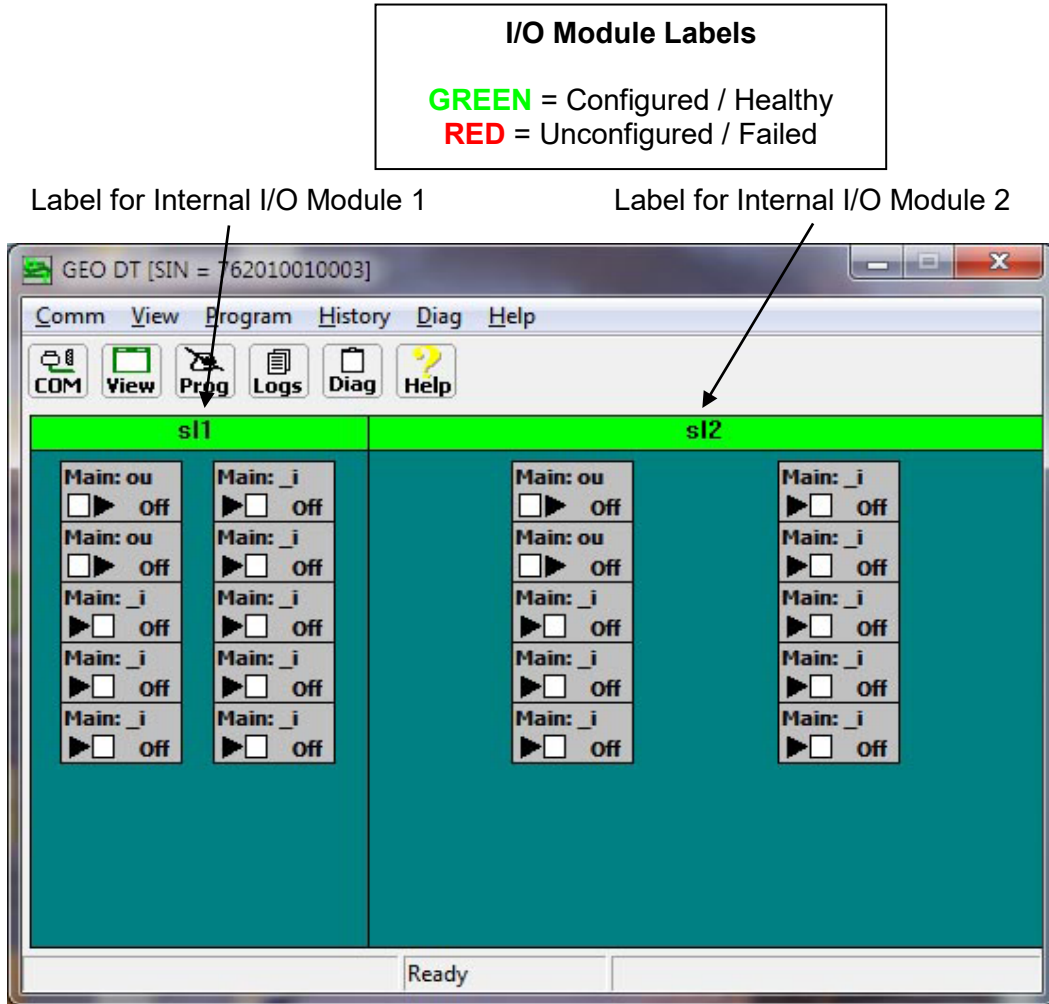 I/O Module Labels
GREEN = Configured / Healthy
RED = Unconfigured / Failed
Label for Internal I/O Module 1
Label for Internal I/O Module 2
GEO DT [SIN = 762010010003]
Comm View Program History Diag Help
COM View Prog Logs Diag Help
sl1 sl2
Main: ou Main: _i Main: ou Main: _i
Off Off Off Off
Main: ou Main: _i Main: ou Main: _i
Off Off Off Off
Main: _i Main: _i Main: _i Main: _i
Off Off Off Off
Main: _i Main: _i Main: _i Main: _i
Off Off Off Off
Main: _i Main: _i Main: _i Main: _i
Off Off Off Off
Ready